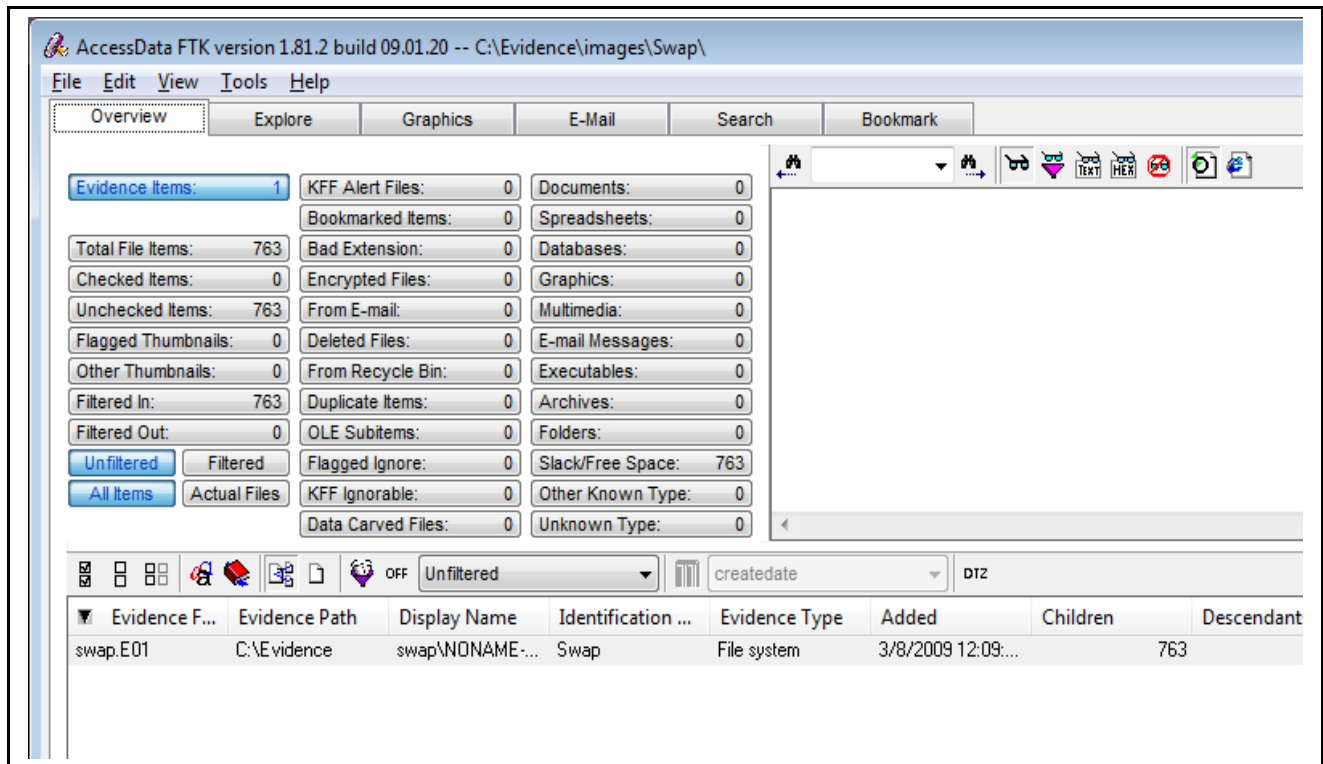 AccessData FTK version 1.81.2 build 09.01.20 -- C:\Evidence\images\Swap\
File Edit View Tools Help
Overview Explore Graphics E-Mail Search Bookmark
TEXT HEX
Evidence Items: 1 KFF Alert Files: 0 Documents: 0
Bookmarked Items: 0 Spreadsheets: 0
Total File Items: 763 Bad Extension: 0 Databases: 0
Checked Items: 0 Encrypted Files: 0 Graphics: 0
Unchecked Items: 763 From E-mail: 0 Multimedia: 0
Flagged Thumbnails: 0 Deleted Files: 0 E-mail Messages: 0
Other Thumbnails: 0 From Recycle Bin: 0 Executables: 0
Filtered In: 763 Duplicate Items: 0 Archives: 0
Filtered Out: 0 OLE Subitems: 0 Folders: 0
Unfiltered Filtered Flagged Ignore: 0 Slack/Free Space: 763
All Items Actual Files KFF Ignorable: 0 Other Known Type: 0
Data Carved Files: 0 Unknown Type: 0
OFF Unfiltered createdate DTZ
Evidence F... Evidence Path Display Name Identification ... Evidence Type Added Children Descendant
swap.E01 C:\Evidence swap\NONAME-... Swap File system 3/8/2009 12:09:... 763